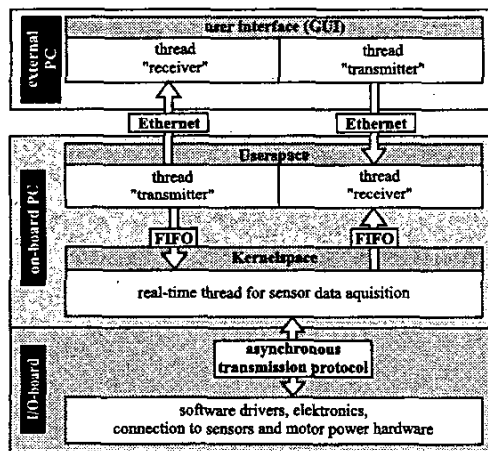 external PC
user interface (GUI)
thread "receiver"
thread "transmitter"
Ethernet
Ethernet
on-board PC
Userspace
thread "transmitter"
thread "receiver"
FIFO
FIFO
Kernelspace
real-time thread for sensor data aquisition
I/O-board
asynchronous
transmission protocol
software drivers, elektronics,
connection to sensors and motor power hardware